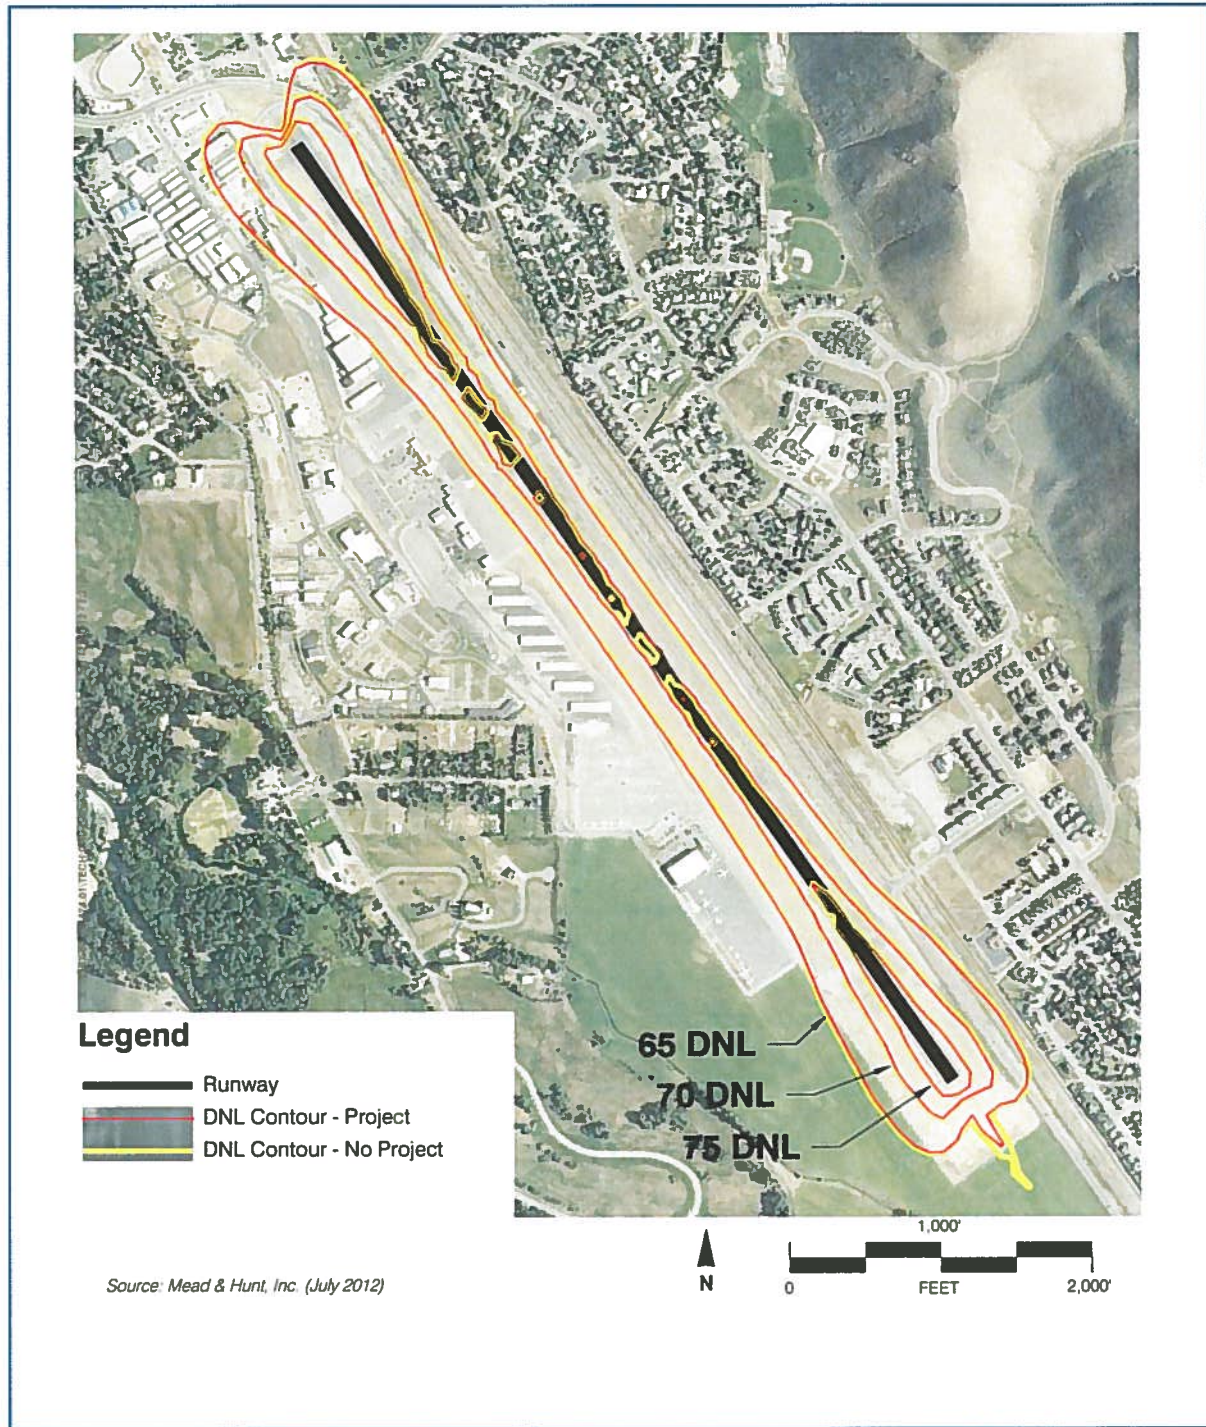 65 DNL
70 DNL
75 DNL
Legend
Runway
DNL Contour - Project
DNL Contour - No Project
Source: Mead & Hunt, Inc. (July 2012)
N
1,000'
0
FEET
2,000'